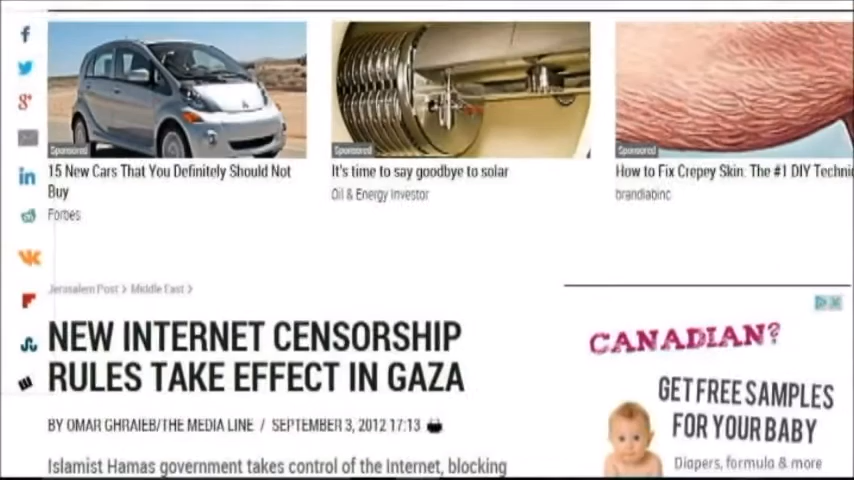 Sponsored
Sponsored
Sponsored
15 New Cars That You Definitely Should Not
Buy
Forbes
It's time to say goodbye to solar
Oil & Energy Investor
How to Fix Crepey Skin. The #1 DIY Techni
brandlabinc
Jerusalem Post > Middle East >
NEW INTERNET CENSORSHIP
RULES TAKE EFFECT IN GAZA
BY OMAR GHRAIEB/THE MEDIA LINE / SEPTEMBER 3, 2012 17:13
Islamist Hamas government takes control of the Internet, blocking
CANADIAN?
GET FREE SAMPLES
FOR YOUR BABY
Diapers, formula & more